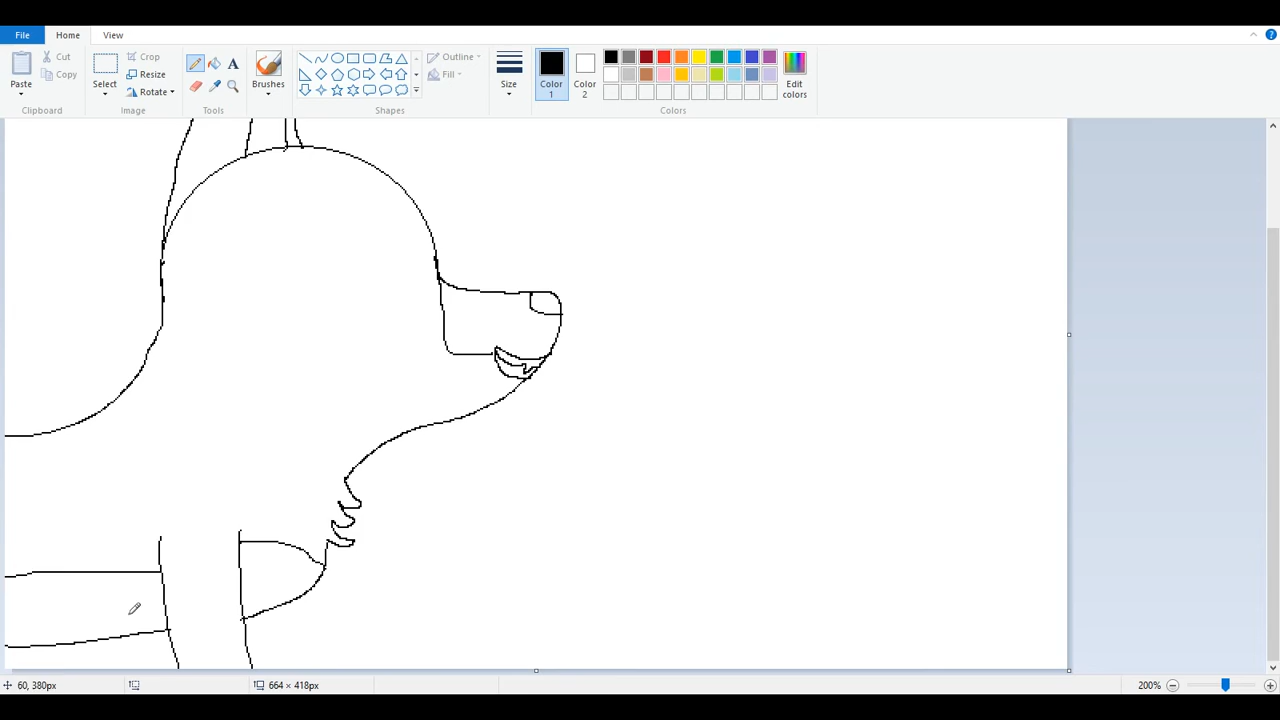 File Home View
Paste
Cut
Copy
Clipboard
Select
Crop
Resize
Rotate
Image
A
Tools
Brushes
Outline
Fill
Shapes
Size
Color 1
Color 2
Edit colors
Colors
60, 380px
664 × 418px
200%